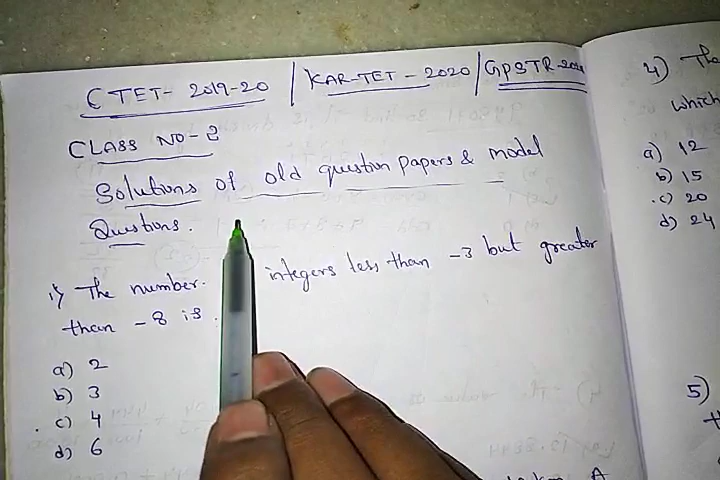 CTET- 2019-20 / KAR-TET - 2020 / GPSTR-2020
CLASS NO-2
Solutions of old question papers & model
Questions.
1) The number. integers less than -3 but greater
than -8 is.
a) 2
b) 3
.c) 4
d) 6
4) The
which
a) 12
b) 15
.c) 20
d) 24
5)